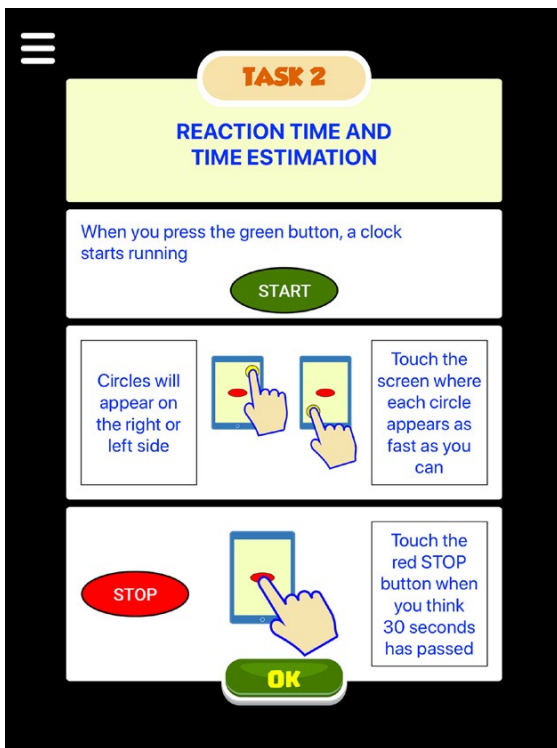 TASK 2
REACTION TIME AND
TIME ESTIMATION
When you press the green button, a clock
starts running
START
Circles will
appear on
the right or
left side
Touch the
screen where
each circle
appears as
fast as you
can
STOP
Touch the
red STOP
button when
you think
30 seconds
has passed
OK